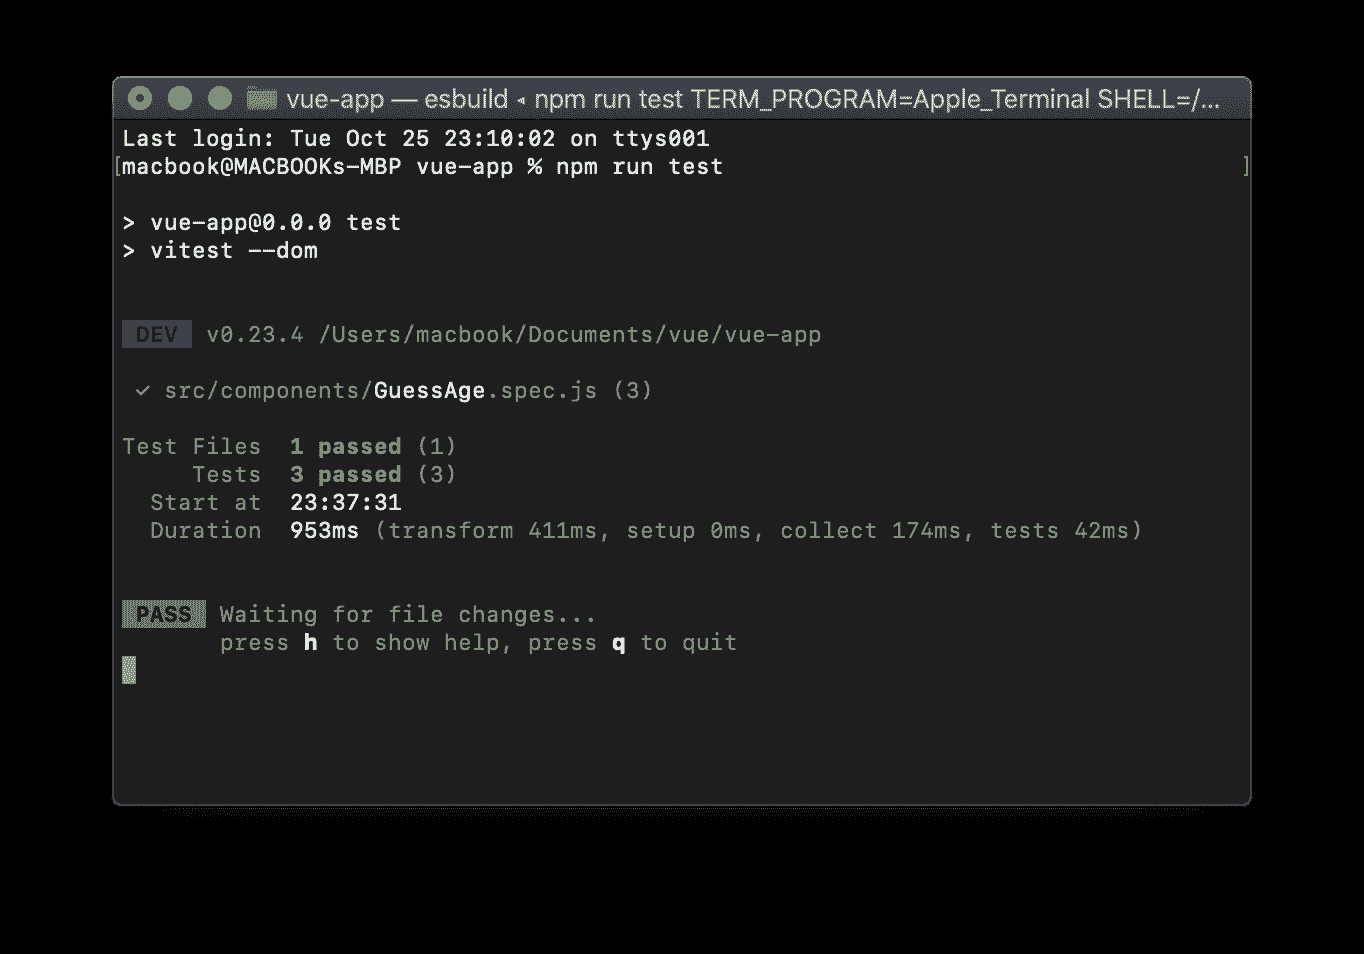 vue-app — esbuild ◂ npm run test TERM_PROGRAM=Apple_Terminal SHELL=/...
Last login: Tue Oct 25 23:10:02 on ttys001
[macbook@MACBOOKs-MBP vue-app % npm run test ]
> vue-app@0.0.0 test
> vitest --dom
DEV v0.23.4 /Users/macbook/Documents/vue/vue-app
✓ src/components/GuessAge.spec.js (3)
Test Files 1 passed (1)
Tests 3 passed (3)
Start at 23:37:31
Duration 953ms (transform 411ms, setup 0ms, collect 174ms, tests 42ms)
PASS Waiting for file changes...
press h to show help, press q to quit